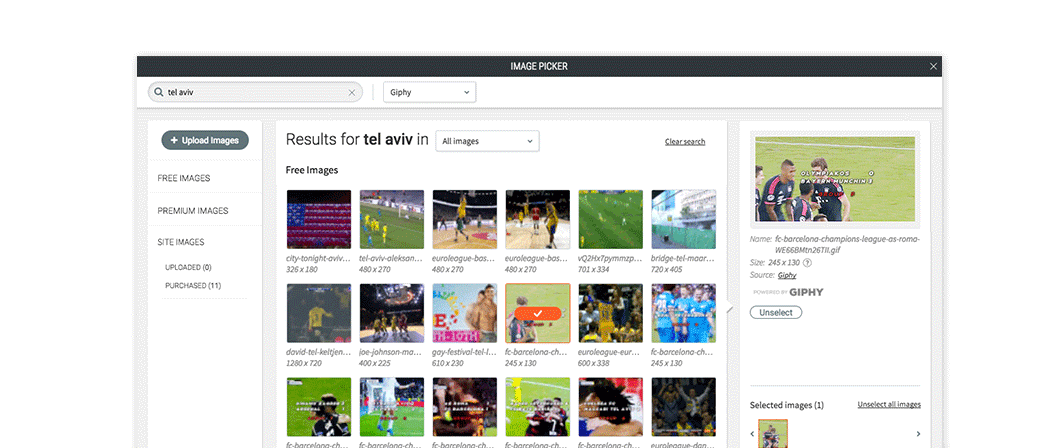 IMAGE PICKER
tel aviv
Giphy
Upload Images
FREE IMAGES
PREMIUM IMAGES
SITE IMAGES
UPLOADED (0)
PURCHASED (11)
Results for tel aviv in
All images
Clear search
Free Images
city-tonight-aviv...
326 x 180
tel-aviv-aleksan...
480 x 270
euroleague-bas...
480 x 270
euroleague-bas...
480 x 270
vQ2Hx7pymmzp...
701 x 334
bridge-tel-maar...
720 x 405
david-tel-keltjen...
1280 x 720
joe-johnson-ma...
400 x 225
gay-festival-tel-l...
610 x 230
fc-barcelona-ch...
245 x 130
euroleague-eur...
600 x 338
fc-barcelona-ch...
245 x 130
fc-barcelona-ch...
fc-barcelona-ch...
fc-barcelona-ch...
fc-barcelona-ch...
fc-barcelona-ch...
euroleague-dan...
OLYMPIAKOS 0
BAYERN MUNCHIN 3
Name: fc-barcelona-champions-league-as-roma-
WE66BMtn26TII.gif
Size: 245 x 130
Source: Giphy
POWERED BY GIPHY
Unselect
Selected images (1)
Unselect all images